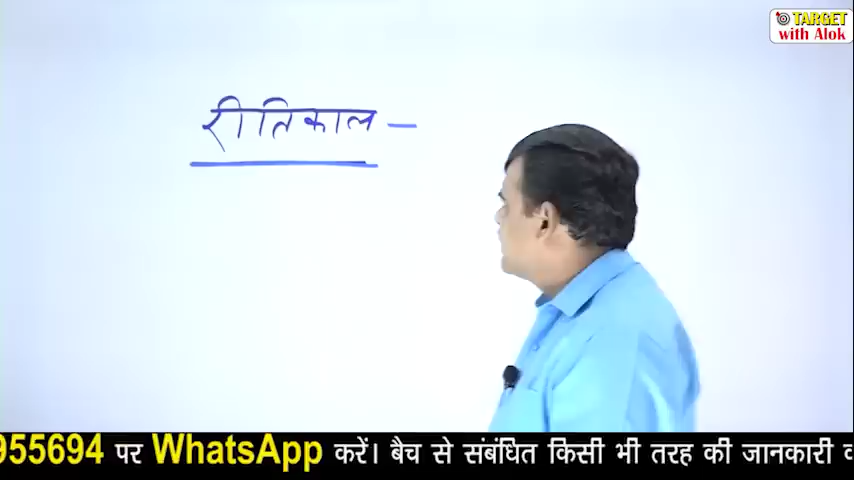 TARGET
with Alok
रीतिकाल –
955694 पर WhatsApp करें। बैच से संबंधित किसी भी तरह की जानकारी